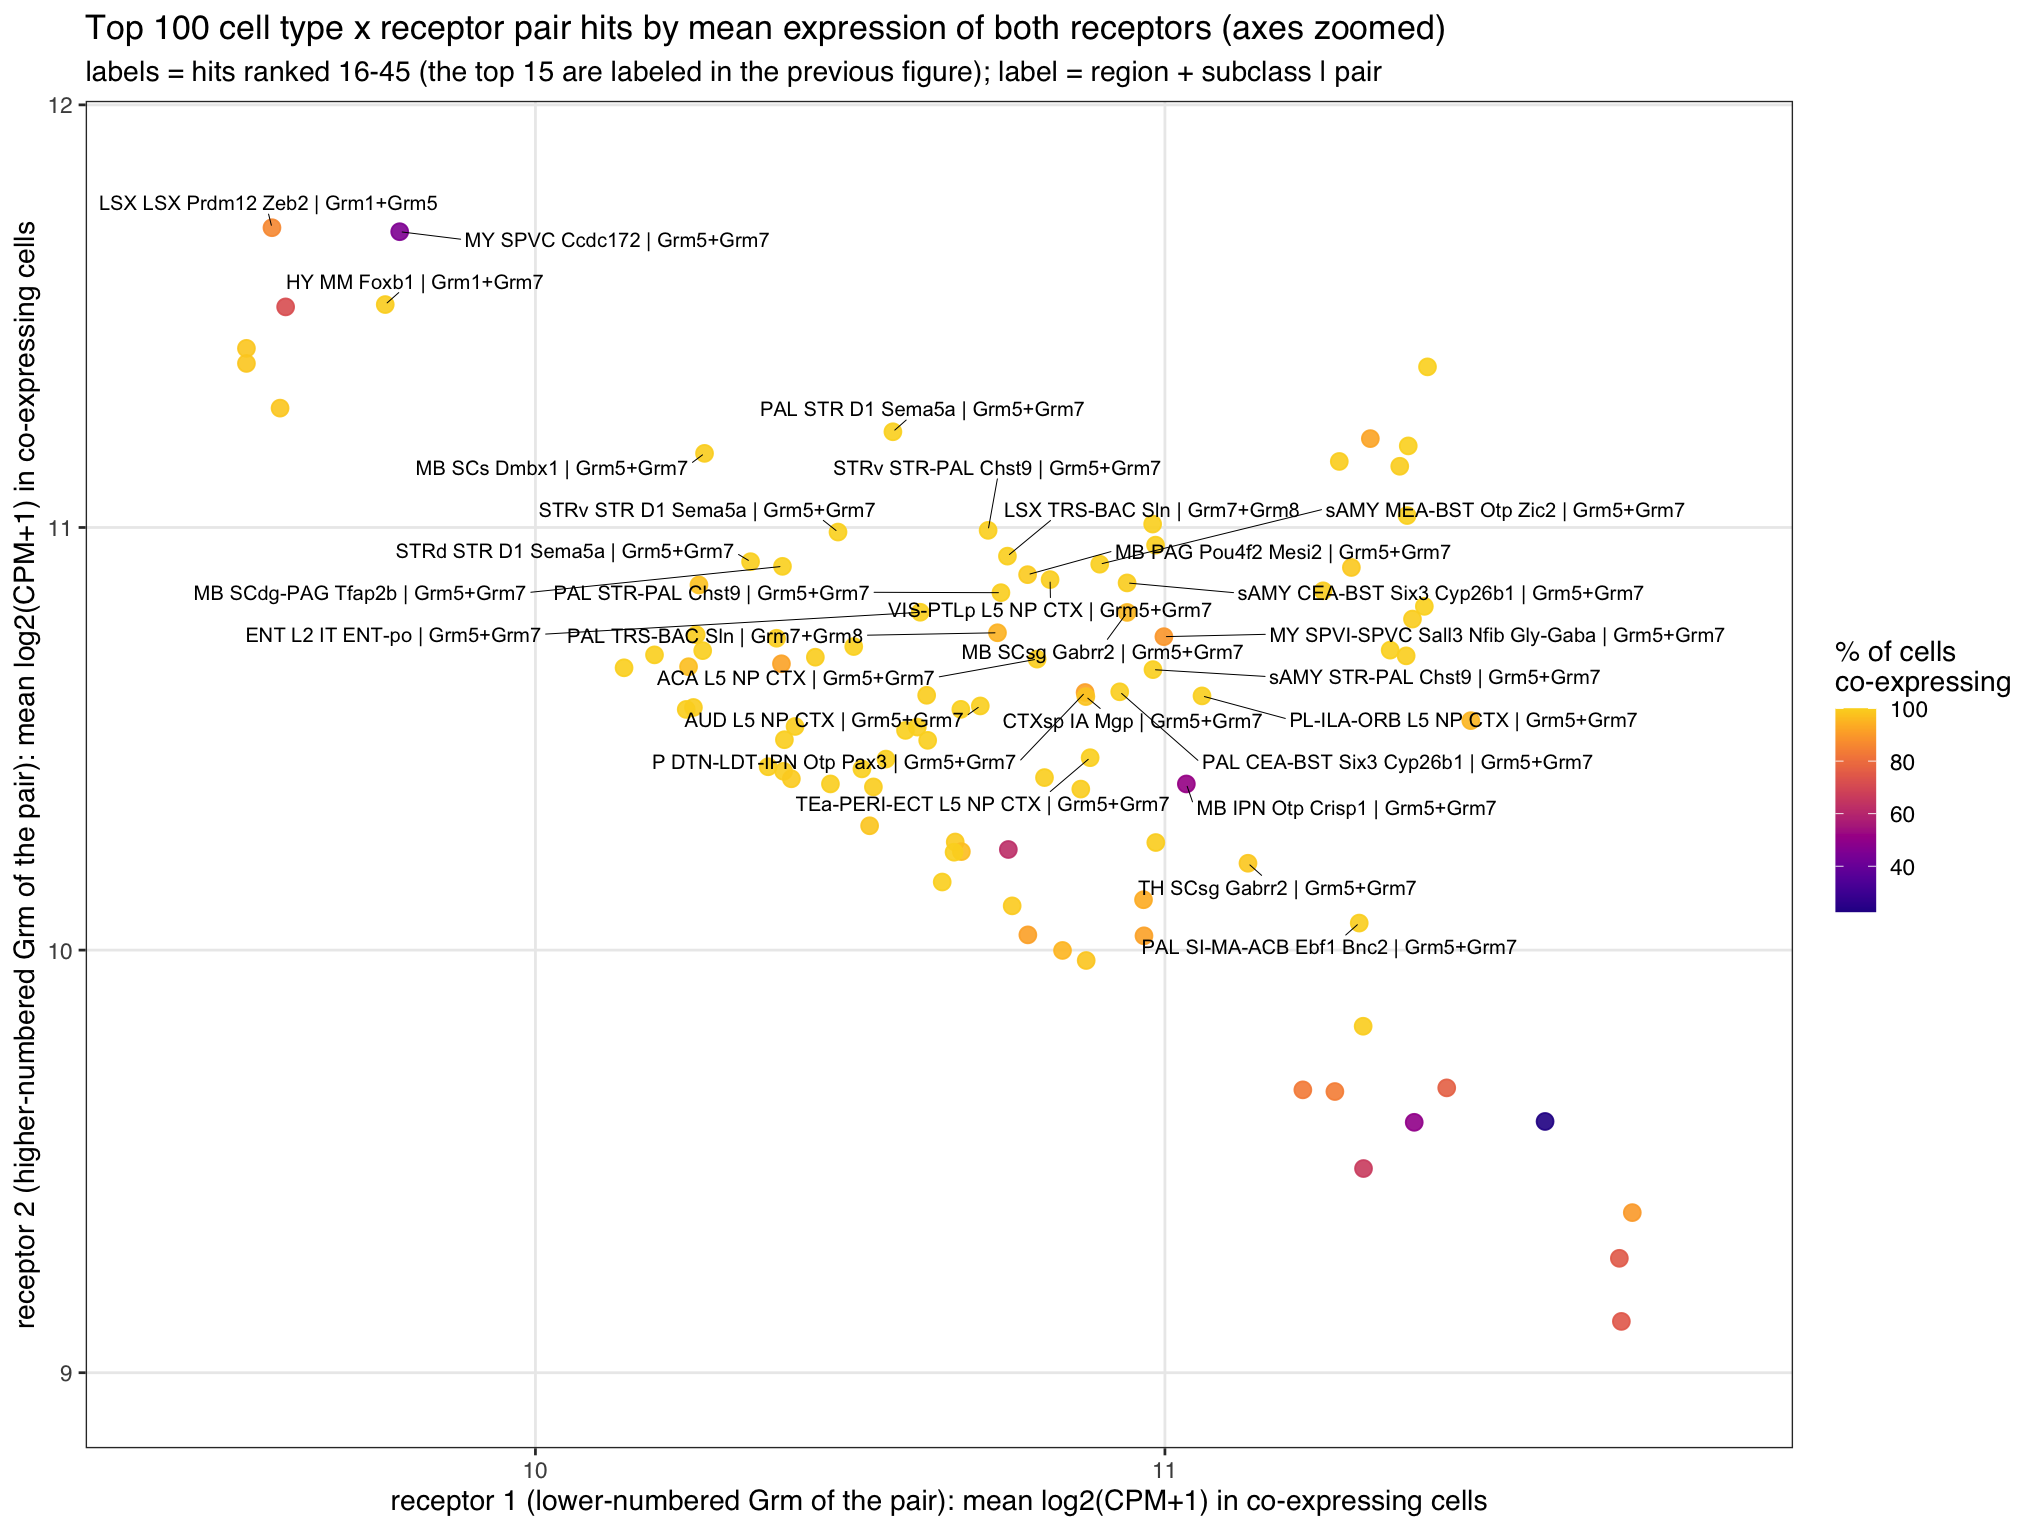 Top 100 cell type x receptor pair hits by mean expression of both receptors (axes zoomed)
labels = hits ranked 16-45 (the top 15 are labeled in the previous figure); label = region + subclass | pair
12
11
10
9
receptor 2 (higher-numbered Grm of the pair): mean log2(CPM+1) in co-expressing cells
LSX LSX Prdm12 Zeb2 | Grm1+Grm5
MY SPVC Ccdc172 | Grm5+Grm7
HY MM Foxb1 | Grm1+Grm7
PAL STR D1 Sema5a | Grm5+Grm7
MB SCs Dmbx1 | Grm5+Grm7
STRv STR-PAL Chst9 | Grm5+Grm7
STRv STR D1 Sema5a | Grm5+Grm7
LSX TRS-BAC Sln | Grm7+Grm8
sAMY MEA-BST Otp Zic2 | Grm5+Grm7
STRd STR D1 Sema5a | Grm5+Grm7
MB PAG Pou4f2 Mesi2 | Grm5+Grm7
MB SCdg-PAG Tfap2b | Grm5+Grm7
PAL STR-PAL Chst9 | Grm5+Grm7
sAMY CEA-BST Six3 Cyp26b1 | Grm5+Grm7
VIS-PTLp L5 NP CTX | Grm5+Grm7
ENT L2 IT ENT-po | Grm5+Grm7
PAL TRS-BAC Sln | Grm7+Grm8
MY SPVI-SPVC Sall3 Nfib Gly-Gaba | Grm5+Grm7
MB SCsg Gabrr2 | Grm5+Grm7
ACA L5 NP CTX | Grm5+Grm7
sAMY STR-PAL Chst9 | Grm5+Grm7
AUD L5 NP CTX | Grm5+Grm7
CTXsp IA Mgp | Grm5+Grm7
PL-ILA-ORB L5 NP CTX | Grm5+Grm7
P DTN-LDT-IPN Otp Pax3 | Grm5+Grm7
PAL CEA-BST Six3 Cyp26b1 | Grm5+Grm7
TEa-PERI-ECT L5 NP CTX | Grm5+Grm7
MB IPN Otp Crisp1 | Grm5+Grm7
TH SCsg Gabrr2 | Grm5+Grm7
PAL SI-MA-ACB Ebf1 Bnc2 | Grm5+Grm7
10
11
receptor 1 (lower-numbered Grm of the pair): mean log2(CPM+1) in co-expressing cells
% of cells
co-expressing
100
80
60
40